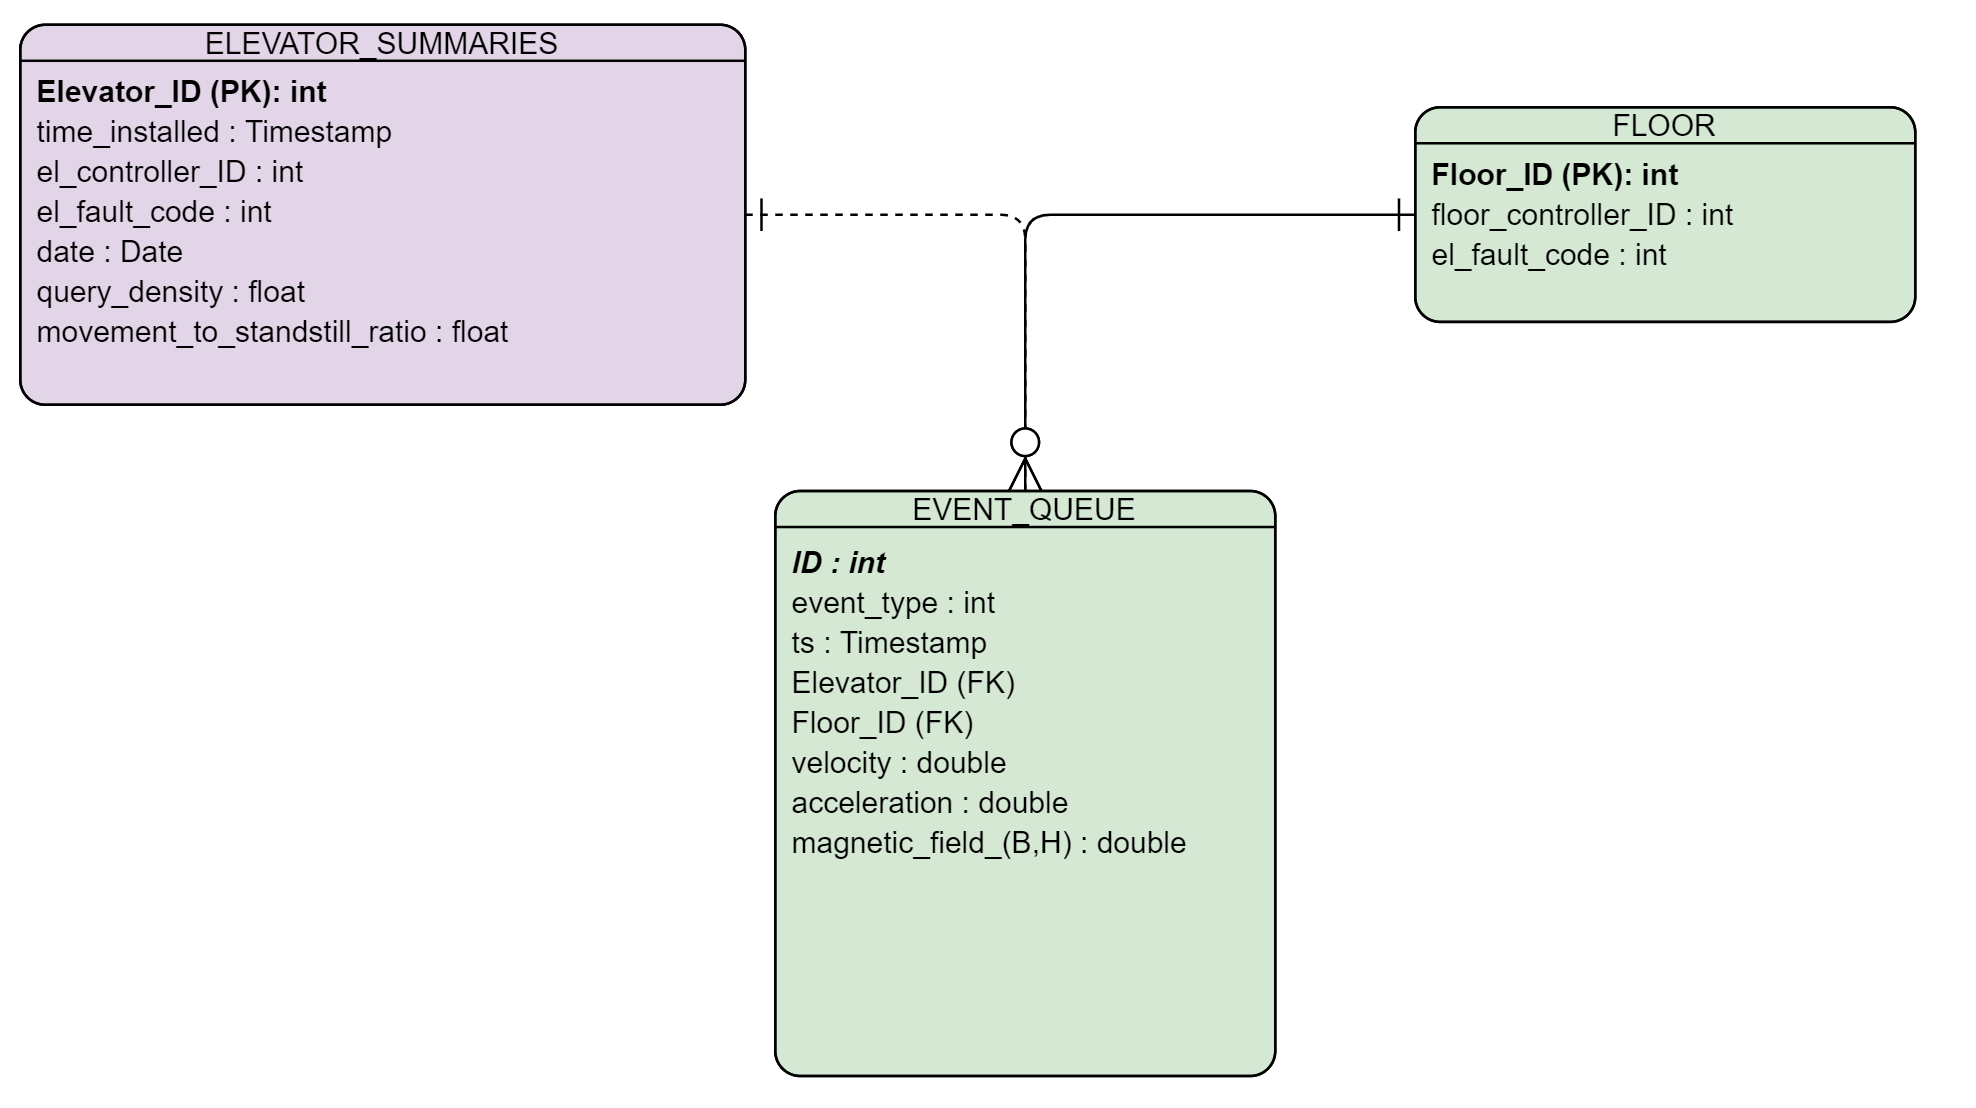 ELEVATOR_SUMMARIES
Elevator_ID (PK): int
time_installed : Timestamp
el_controller_ID : int
el_fault_code : int
date : Date
query_density : float
movement_to_standstill_ratio : float
FLOOR
Floor_ID (PK): int
floor_controller_ID : int
el_fault_code : int
EVENT_QUEUE
ID : int
event_type : int
ts : Timestamp
Elevator_ID (FK)
Floor_ID (FK)
velocity : double
acceleration : double
magnetic_field_(B,H) : double